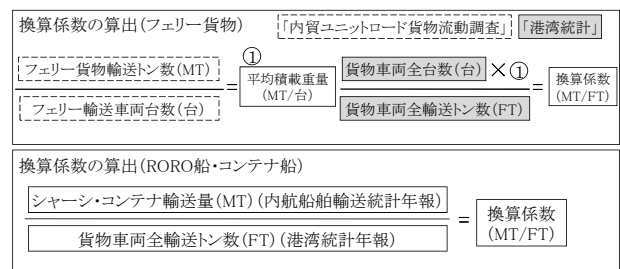 換算係数の算出(フェリー貨物) 「内貿ユニットロード貨物流動調査」 「港湾統計」
フェリー貨物輸送トン数(MT)
フェリー輸送車両台数(台)
=
①
平均積載重量
(MT/台)
貨物車両全台数(台) ×①
貨物車両全輸送トン数(FT)
=
換算係数
(MT/FT)
換算係数の算出(RORO船・コンテナ船)
シャーシ・コンテナ輸送量(MT)(内航船舶輸送統計年報)
貨物車両全輸送トン数(FT)(港湾統計年報)
=
換算係数
(MT/FT)